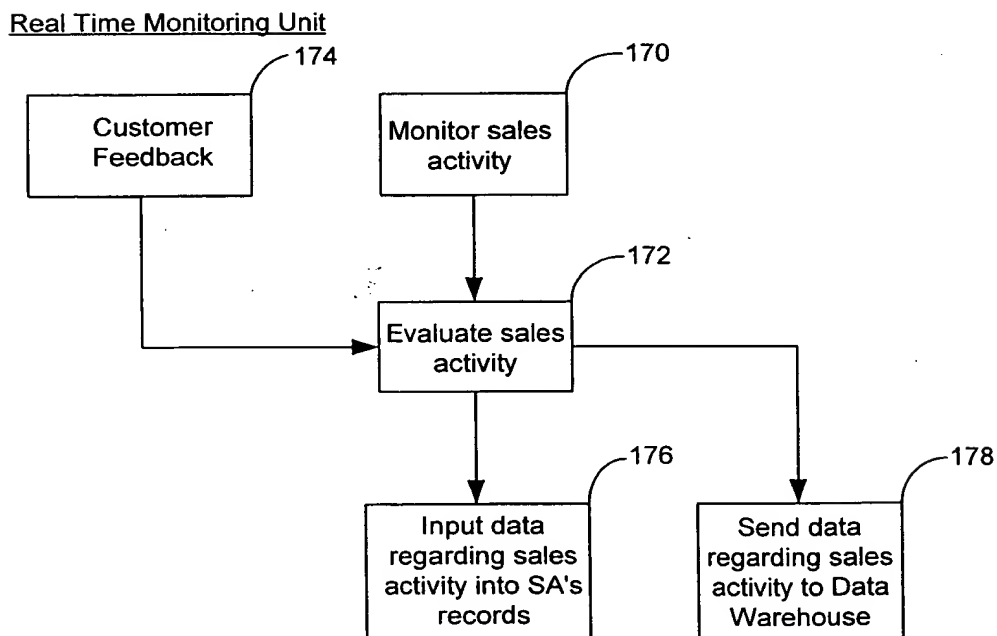 Real Time Monitoring Unit
174
170
Customer
Feedback
Monitor sales
activity
172
Evaluate sales
activity
176
178
Input data
regarding sales
activity into SA's
records
Send data
regarding sales
activity to Data
Warehouse